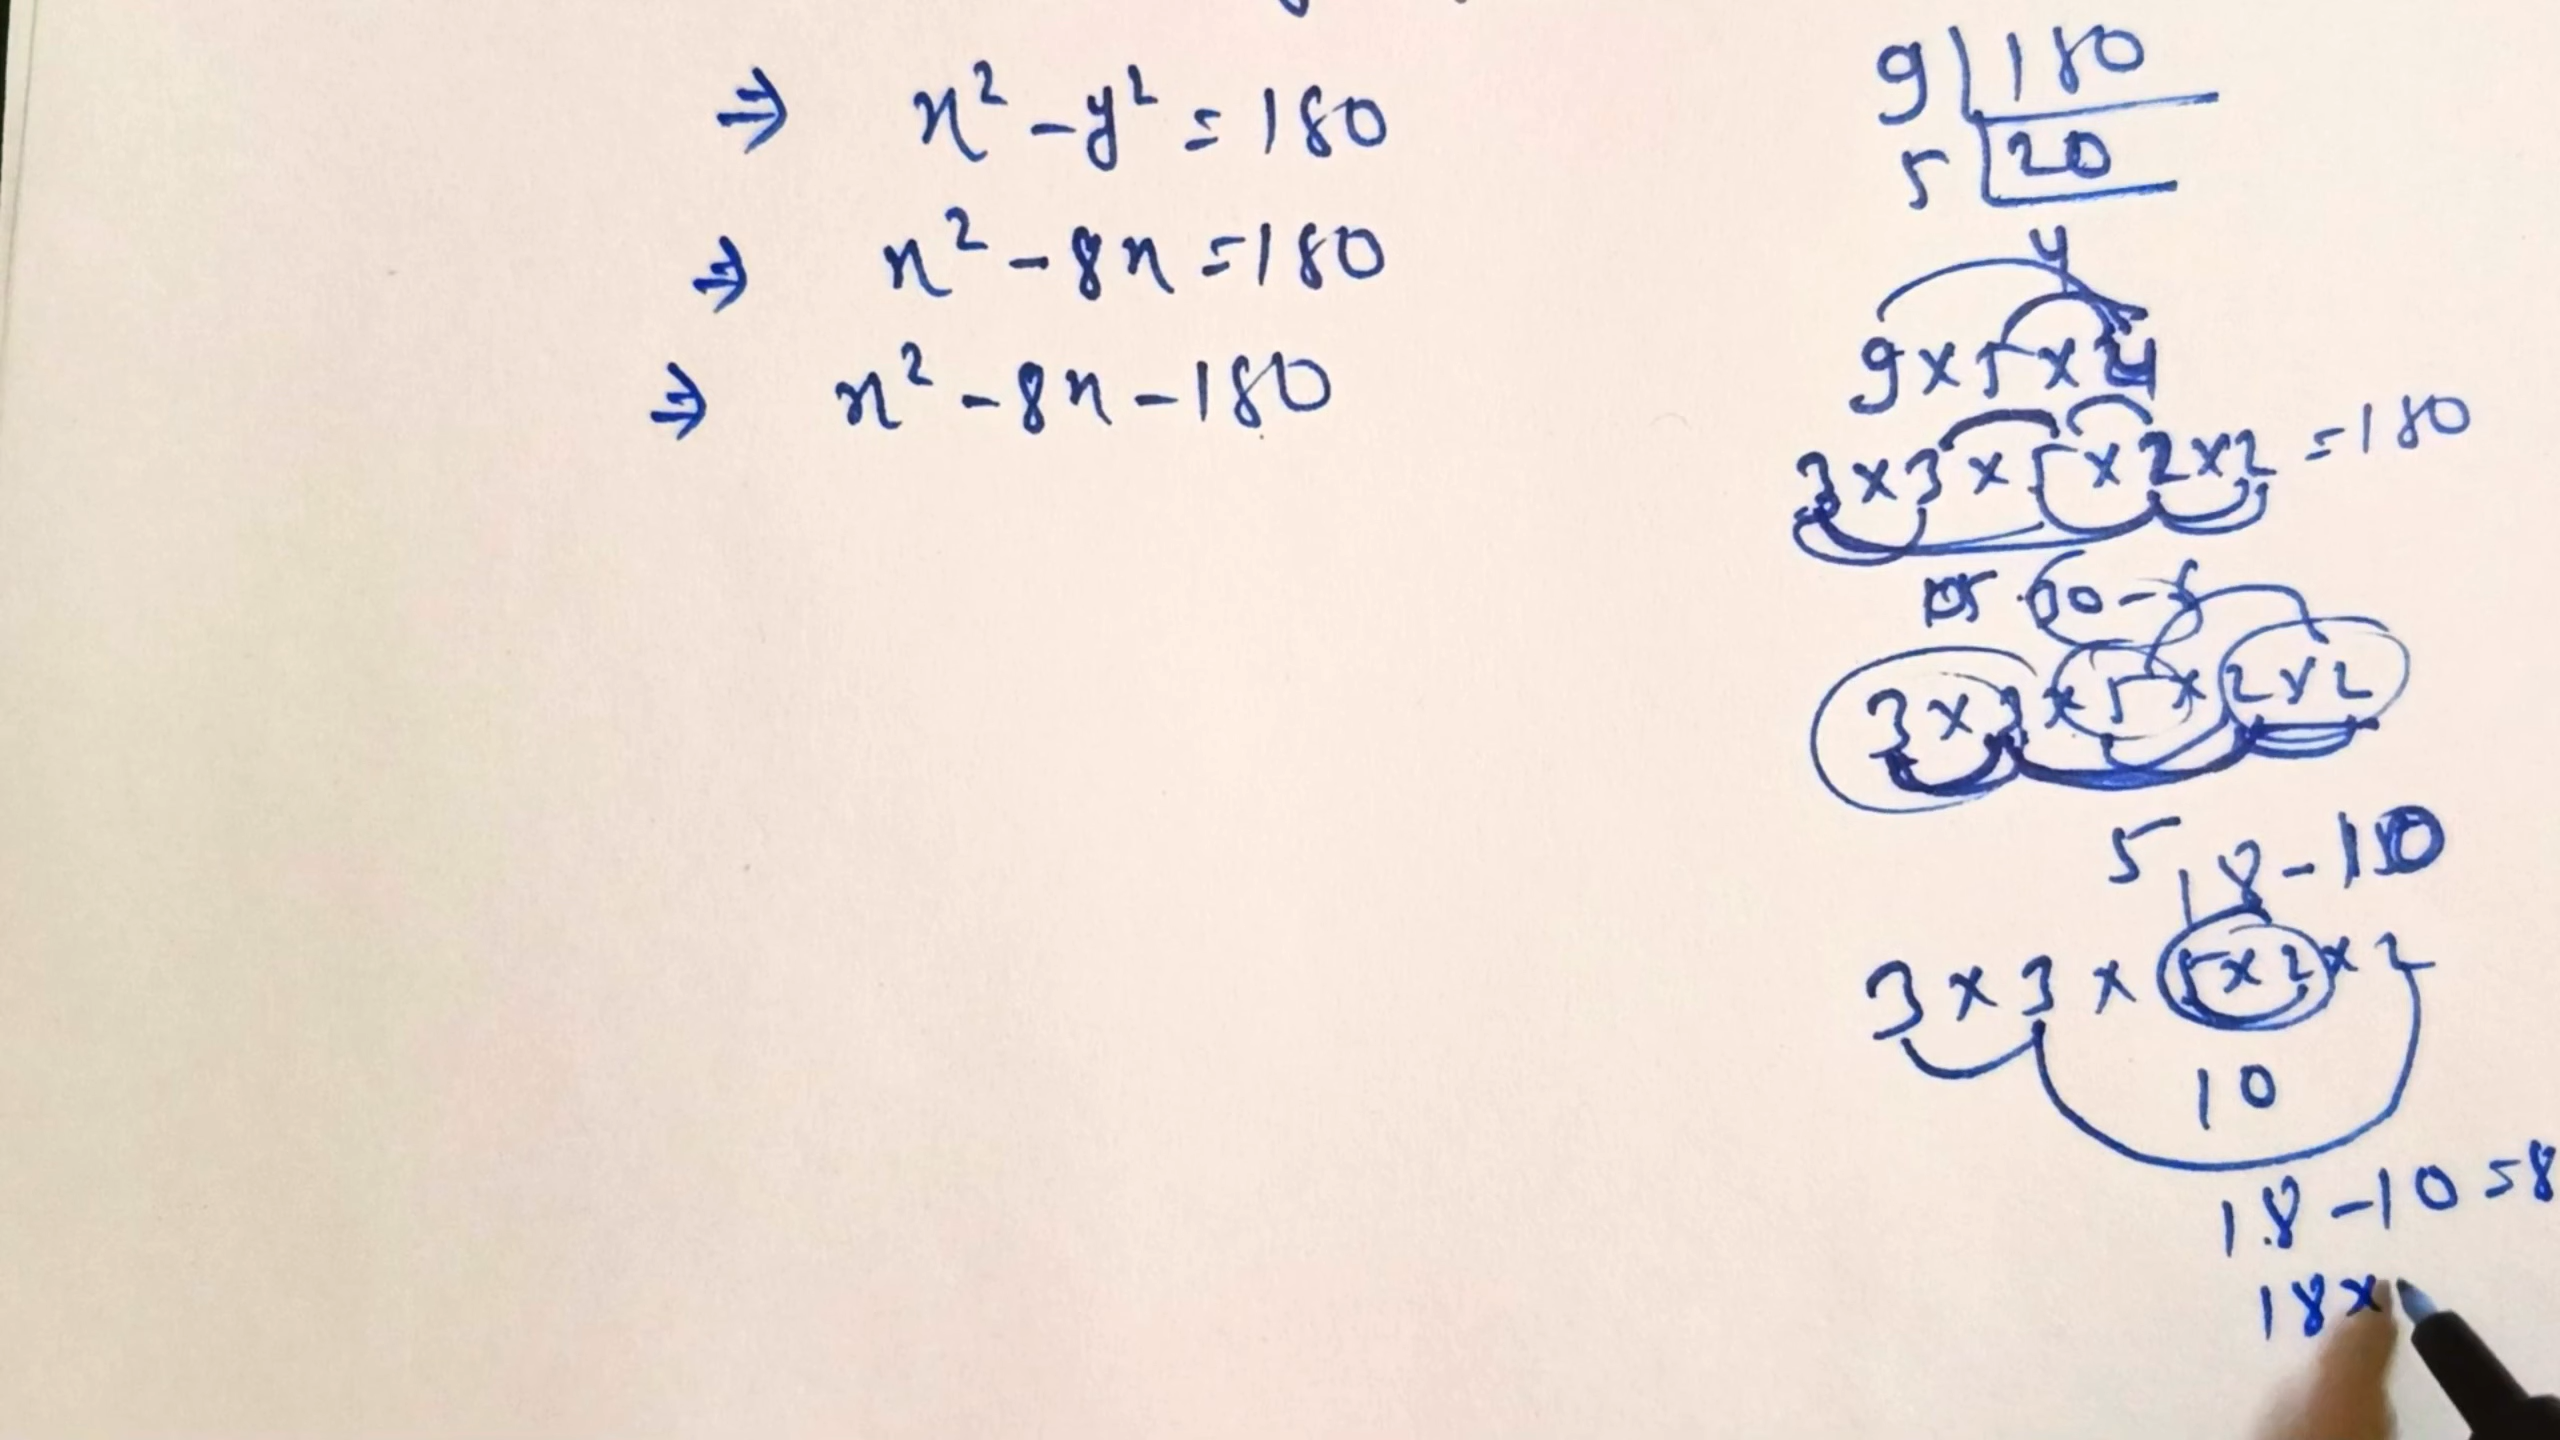 ⇒ x² - y² = 180
⇒ x² - 8x = 180
⇒ x² - 8x - 180
9 | 180
5 | 20
4
9 × 5 × 4
3 × 3 × 5 × 2 × 2 = 180
3 × 3 × 5 × 2 × 2
5 18 - 10
3 × 3 × 5 × 2 × 2
10
18 - 10 = 8
18 ×